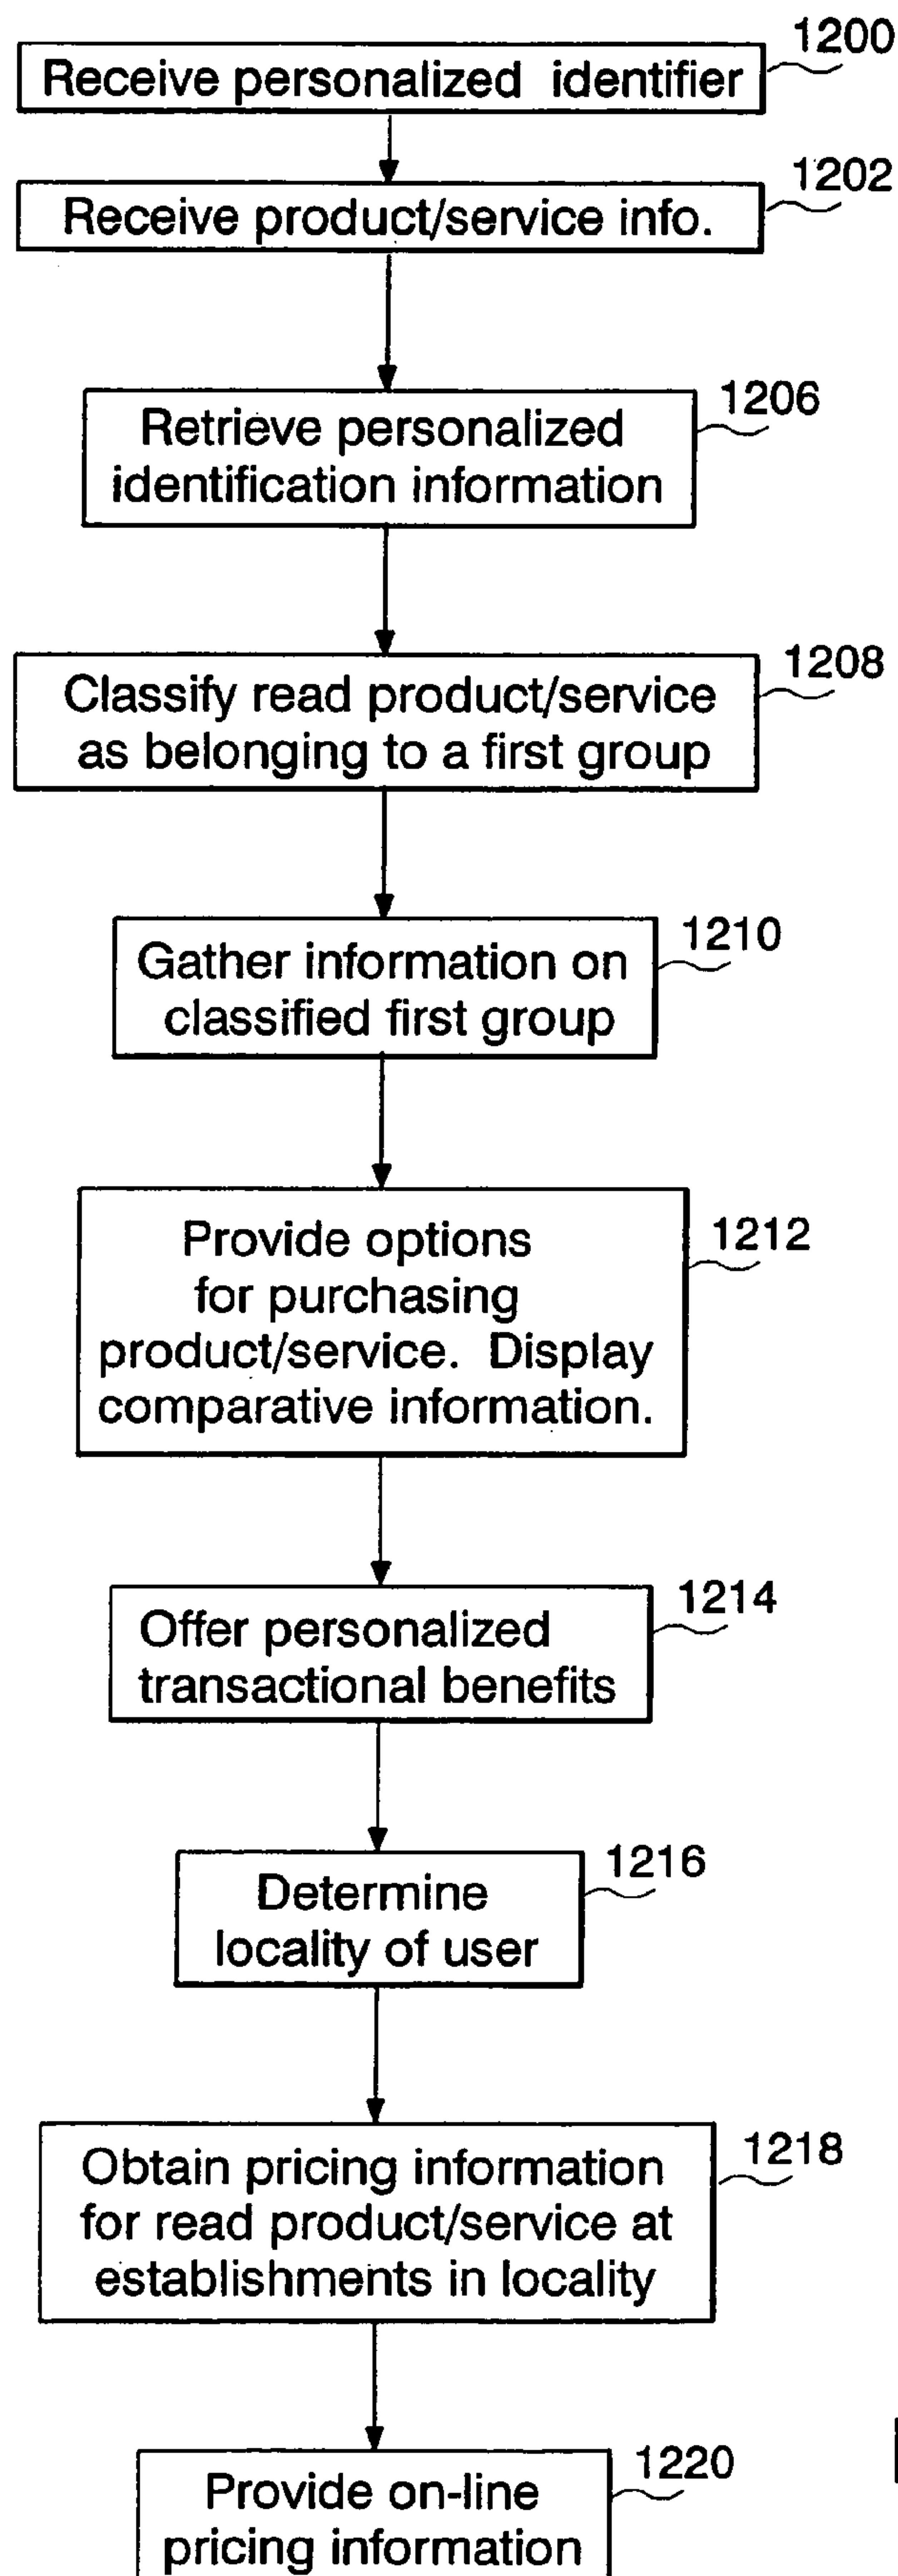 1200
Receive personalized identifier
1202
Receive product/service info.
1206
Retrieve personalized
identification information
1208
Classify read product/service
as belonging to a first group
1210
Gather information on
classified first group
1212
Provide options
for purchasing
product/service. Display
comparative information.
1214
Offer personalized
transactional benefits
1216
Determine
locality of user
1218
Obtain pricing information
for read product/service at
establishments in locality
1220
Provide on-line
pricing information